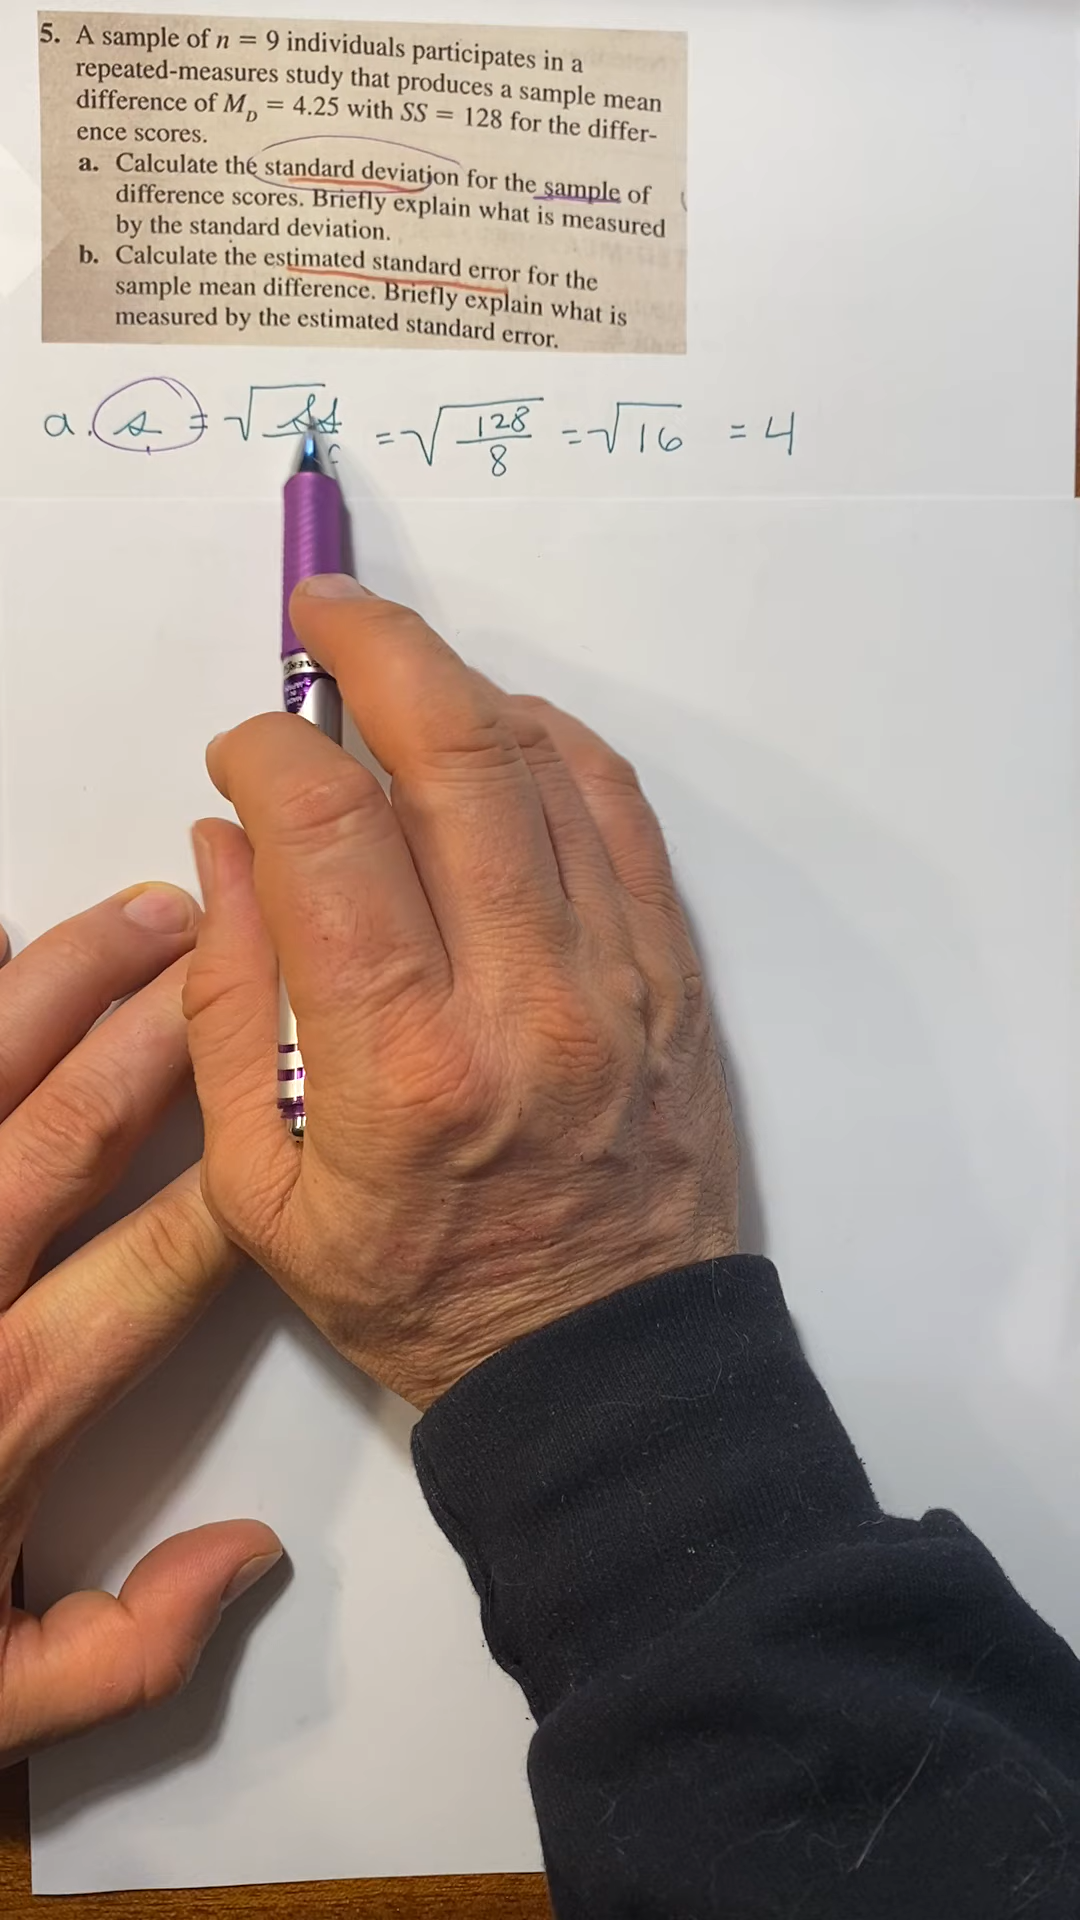 5. A sample of n = 9 individuals participates in a
repeated-measures study that produces a sample mean
difference of M_D = 4.25 with SS = 128 for the differ-
ence scores.
a. Calculate the standard deviation for the sample of
difference scores. Briefly explain what is measured
by the standard deviation.
b. Calculate the estimated standard error for the
sample mean difference. Briefly explain what is
measured by the estimated standard error.
a. s = √SS = √128/8 = √16 = 4